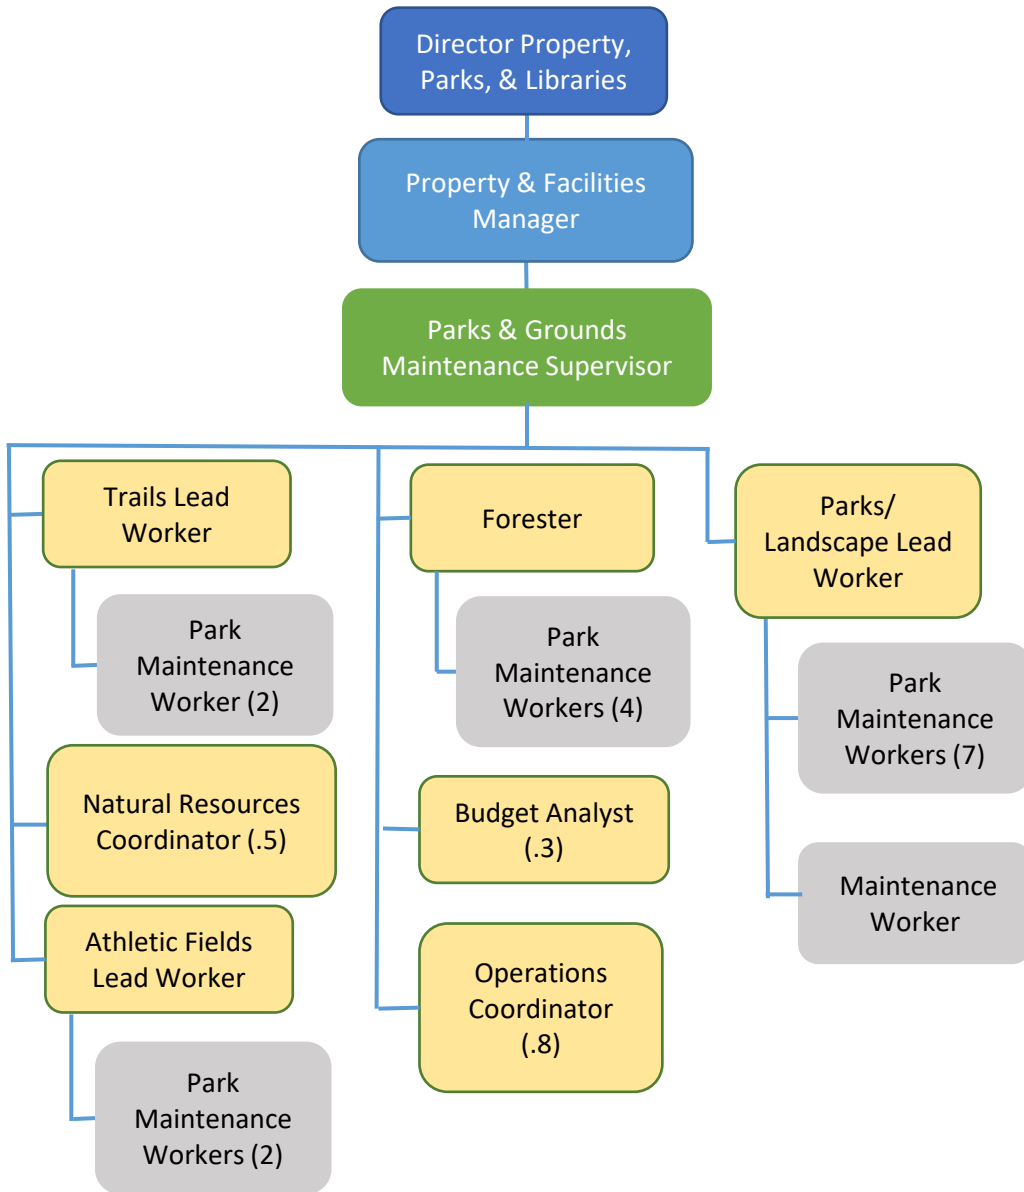 Director Property,
Parks, & Libraries
Property & Facilities
Manager
Parks & Grounds
Maintenance Supervisor
Trails Lead
Worker
Park
Maintenance
Worker (2)
Natural Resources
Coordinator (.5)
Athletic Fields
Lead Worker
Park
Maintenance
Workers (2)
Forester
Park
Maintenance
Workers (4)
Budget Analyst
(.3)
Operations
Coordinator
(.8)
Parks/
Landscape Lead
Worker
Park
Maintenance
Workers (7)
Maintenance
Worker